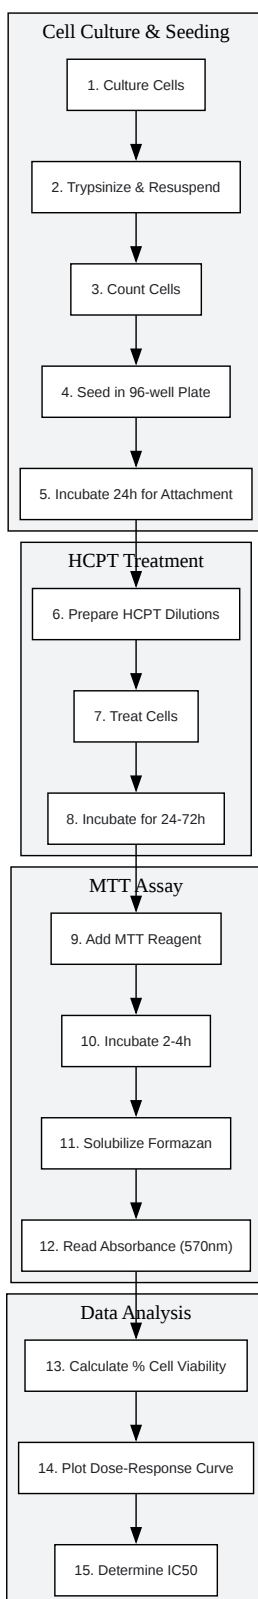 Cell Culture & Seeding
1. Culture Cells
2. Trypsinize & Resuspend
3. Count Cells
4. Seed in 96-well Plate
5. Incubate 24h for Attachment
HCPT Treatment
6. Prepare HCPT Dilutions
7. Treat Cells
8. Incubate for 24-72h
MTT Assay
9. Add MTT Reagent
10. Incubate 2-4h
11. Solubilize Formazan
12. Read Absorbance (570nm)
Data Analysis
13. Calculate % Cell Viability
14. Plot Dose-Response Curve
15. Determine IC50